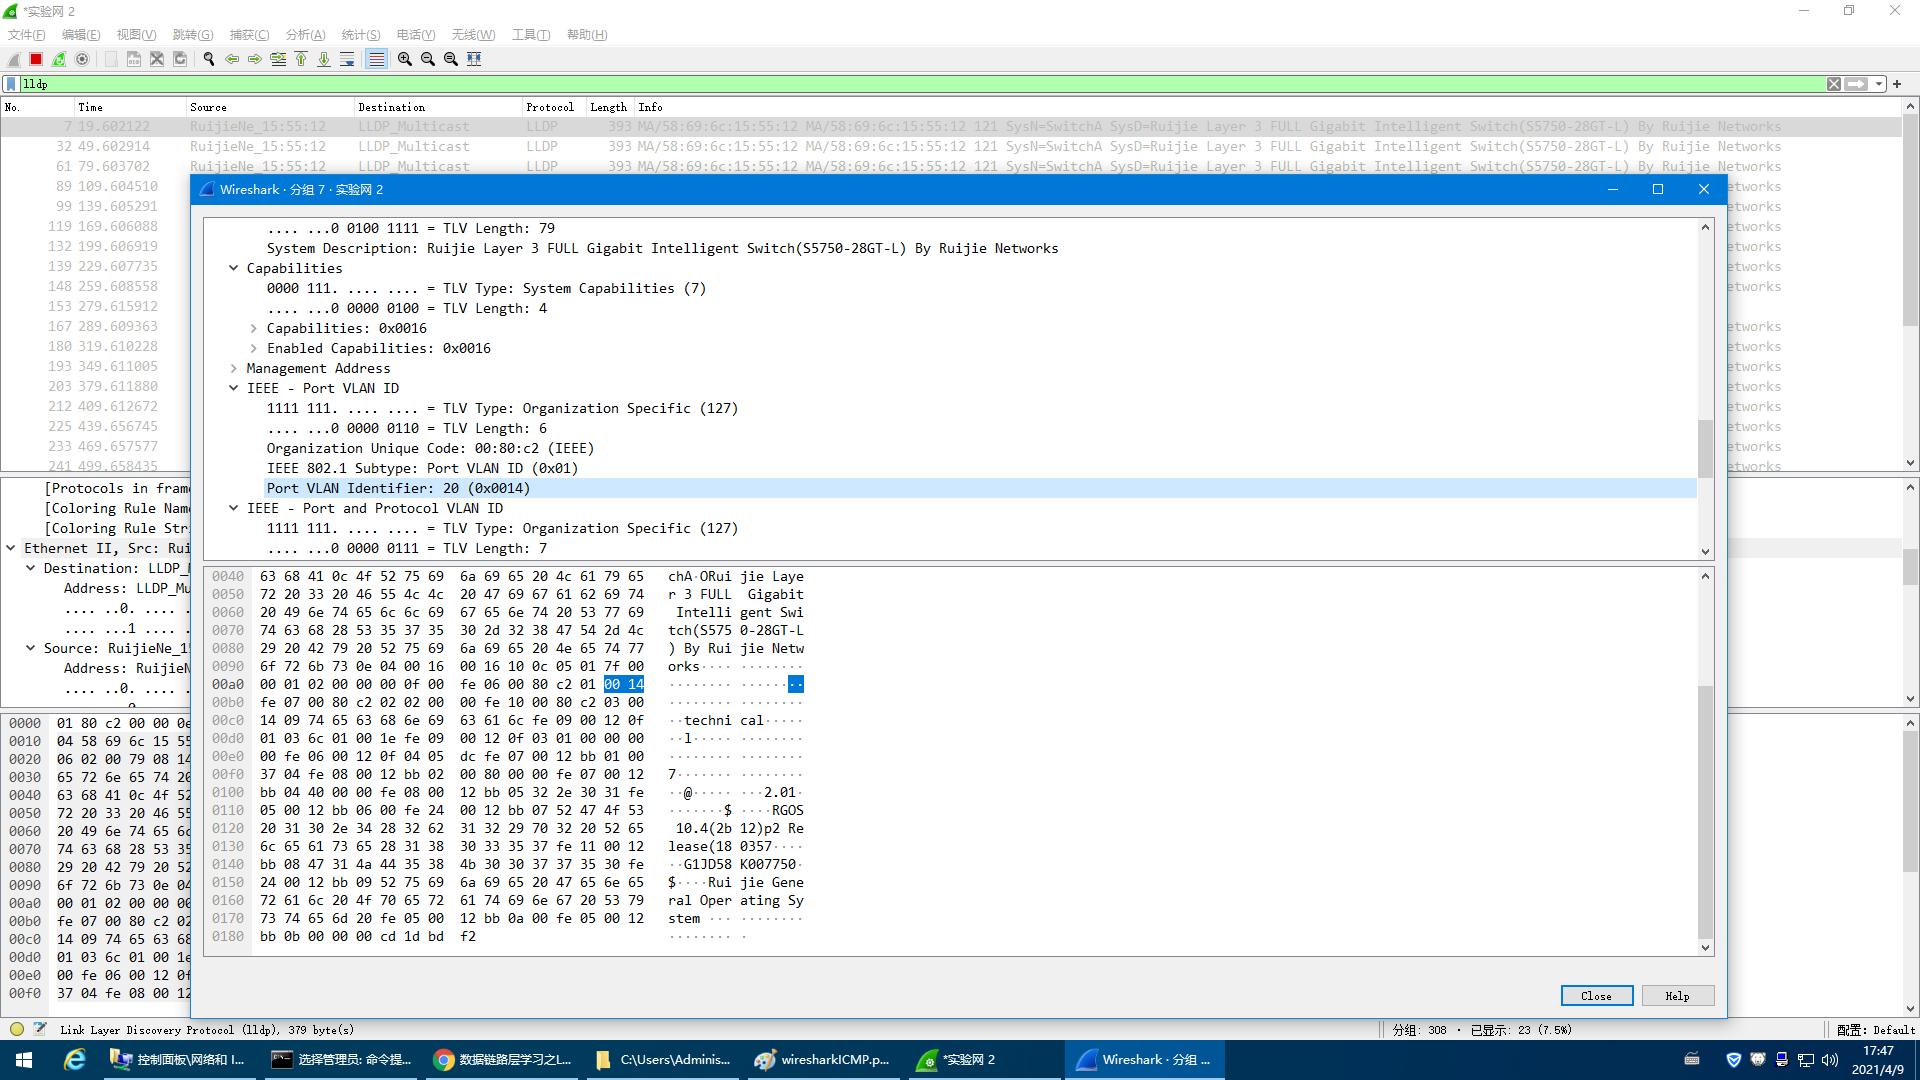 *实验网 2
文件(F) 编辑(E) 视图(V) 跳转(G) 捕获(C) 分析(A) 统计(S) 电话(Y) 无线(W) 工具(T) 帮助(H)
lldp
No. Time Source Destination Protocol Length Info
7 19.602122 RuijieNe_15:55:12 LLDP_Multicast LLDP 393 MA/58:69:6c:15:55:12 MA/58:69:6c:15:55:12 121 SysN=SwitchA SysD=Ruijie Layer 3 FULL Gigabit Intelligent Switch(S5750-28GT-L) By Ruijie Networks
32 49.602914 RuijieNe_15:55:12 LLDP_Multicast LLDP 393 MA/58:69:6c:15:55:12 MA/58:69:6c:15:55:12 121 SysN=SwitchA SysD=Ruijie Layer 3 FULL Gigabit Intelligent Switch(S5750-28GT-L) By Ruijie Networks
61 79.603702 RuijieNe_15:55:12 LLDP_Multicast LLDP 393 MA/58:69:6c:15:55:12 MA/58:69:6c:15:55:12 121 SysN=SwitchA SysD=Ruijie Layer 3 FULL Gigabit Intelligent Switch(S5750-28GT-L) By Ruijie Networks
89 109.604510 etworks
99 139.605291 etworks
119 169.606088 etworks
132 199.606919 etworks
139 229.607735 etworks
148 259.608558 etworks
153 279.615912
167 289.609363 etworks
180 319.610228 etworks
193 349.611005 etworks
203 379.611880 etworks
212 409.612672 etworks
225 439.656745 etworks
233 469.657577 etworks
241 499.658435 etworks
[Protocols in frame
[Coloring Rule Name
[Coloring Rule Stri
Ethernet II, Src: Rui
Destination: LLDP_M
Address: LLDP_Mu
.... ..0. .... .
.... ...1 .... .
Source: RuijieNe_15
Address: RuijieN
.... ..0. .... .
0000 01 80 c2 00 00 0e
0010 04 58 69 6c 15 55
0020 06 02 00 79 08 14
0030 65 72 6e 65 74 20
0040 63 68 41 0c 4f 52
0050 72 20 33 20 46 55
0060 20 49 6e 74 65 6c
0070 74 63 68 28 53 35
0080 29 20 42 79 20 52
0090 6f 72 6b 73 0e 04
00a0 00 01 02 00 00 00
00b0 fe 07 00 80 c2 02
00c0 14 09 74 65 63 68
00d0 01 03 6c 01 00 1e
00e0 00 fe 06 00 12 0f
00f0 37 04 fe 08 00 12
Wireshark · 分组 7 · 实验网 2
.... ...0 0100 1111 = TLV Length: 79
System Description: Ruijie Layer 3 FULL Gigabit Intelligent Switch(S5750-28GT-L) By Ruijie Networks
Capabilities
0000 111. .... .... = TLV Type: System Capabilities (7)
.... ...0 0000 0100 = TLV Length: 4
Capabilities: 0x0016
Enabled Capabilities: 0x0016
Management Address
IEEE - Port VLAN ID
1111 111. .... .... = TLV Type: Organization Specific (127)
.... ...0 0000 0110 = TLV Length: 6
Organization Unique Code: 00:80:c2 (IEEE)
IEEE 802.1 Subtype: Port VLAN ID (0x01)
Port VLAN Identifier: 20 (0x0014)
IEEE - Port and Protocol VLAN ID
1111 111. .... .... = TLV Type: Organization Specific (127)
.... ...0 0000 0111 = TLV Length: 7
0040 63 68 41 0c 4f 52 75 69 6a 69 65 20 4c 61 79 65 chA·ORui jie Laye
0050 72 20 33 20 46 55 4c 4c 20 47 69 67 61 62 69 74 r 3 FULL Gigabit
0060 20 49 6e 74 65 6c 6c 69 67 65 6e 74 20 53 77 69 Intelli gent Swi
0070 74 63 68 28 53 35 37 35 30 2d 32 38 47 54 2d 4c tch(S575 0-28GT-L
0080 29 20 42 79 20 52 75 69 6a 69 65 20 4e 65 74 77 ) By Rui jie Netw
0090 6f 72 6b 73 0e 04 00 16 00 16 10 0c 05 01 7f 00 orks···· ········
00a0 00 01 02 00 00 00 0f 00 fe 06 00 80 c2 01 00 14 ········ ········
00b0 fe 07 00 80 c2 02 02 00 00 fe 10 00 80 c2 03 00 ········ ········
00c0 14 09 74 65 63 68 6e 69 63 61 6c fe 09 00 12 0f ··techni cal·····
00d0 01 03 6c 01 00 1e fe 09 00 12 0f 03 01 00 00 00 ··l····· ········
00e0 00 fe 06 00 12 0f 04 05 dc fe 07 00 12 bb 01 00 ········ ········
00f0 37 04 fe 08 00 12 bb 02 00 80 00 00 fe 07 00 12 7······· ········
0100 bb 04 40 00 00 fe 08 00 12 bb 05 32 2e 30 31 fe ··@····· ···2.01·
0110 05 00 12 bb 06 00 fe 24 00 12 bb 07 52 47 4f 53 ·······$ ····RGOS
0120 20 31 30 2e 34 28 32 62 31 32 29 70 32 20 52 65 10.4(2b 12)p2 Re
0130 6c 65 61 73 65 28 31 38 30 33 35 37 fe 11 00 12 lease(18 0357····
0140 bb 08 47 31 4a 44 35 38 4b 30 30 37 37 35 30 fe ··G1JD58 K007750·
0150 24 00 12 bb 09 52 75 69 6a 69 65 20 47 65 6e 65 $····Rui jie Gene
0160 72 61 6c 20 4f 70 65 72 61 74 69 6e 67 20 53 79 ral Oper ating Sy
0170 73 74 65 6d 20 fe 05 00 12 bb 0a 00 fe 05 00 12 stem ··· ········
0180 bb 0b 00 00 00 cd 1d bd f2 ········ ·
Close Help
Link Layer Discovery Protocol (lldp), 379 byte(s) 分组: 308 · 已显示: 23 (7.5%) 配置: Default
控制面板\网络和 I... 选择管理员: 命令提... 数据链路层学习之L... C:\Users\Adminis... wiresharkICMP.p... *实验网 2 Wireshark · 分组 ... 17:47
2021/4/9